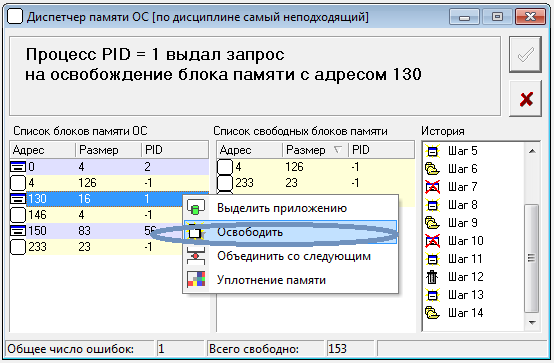 Диспетчер памяти ОС [по дисциплине самый неподходящий]
Процесс PID = 1 выдал запрос
на освобождение блока памяти с адресом 130
Список блоков памяти ОС
Адрес Размер PID
0 4 2
4 126 -1
130 16 1
146 4 -1
150 83 56
233 23 -1
Список свободных блоков памяти
Адрес Размер PID
4 126 -1
233 23 -1
Выделить приложению
Освободить
Объединить со следующим
Уплотнение памяти
История
Шаг 5
Шаг 6
Шаг 7
Шаг 8
Шаг 9
Шаг 10
Шаг 11
Шаг 12
Шаг 13
Шаг 14
Общее число ошибок: 1 Всего свободно: 153